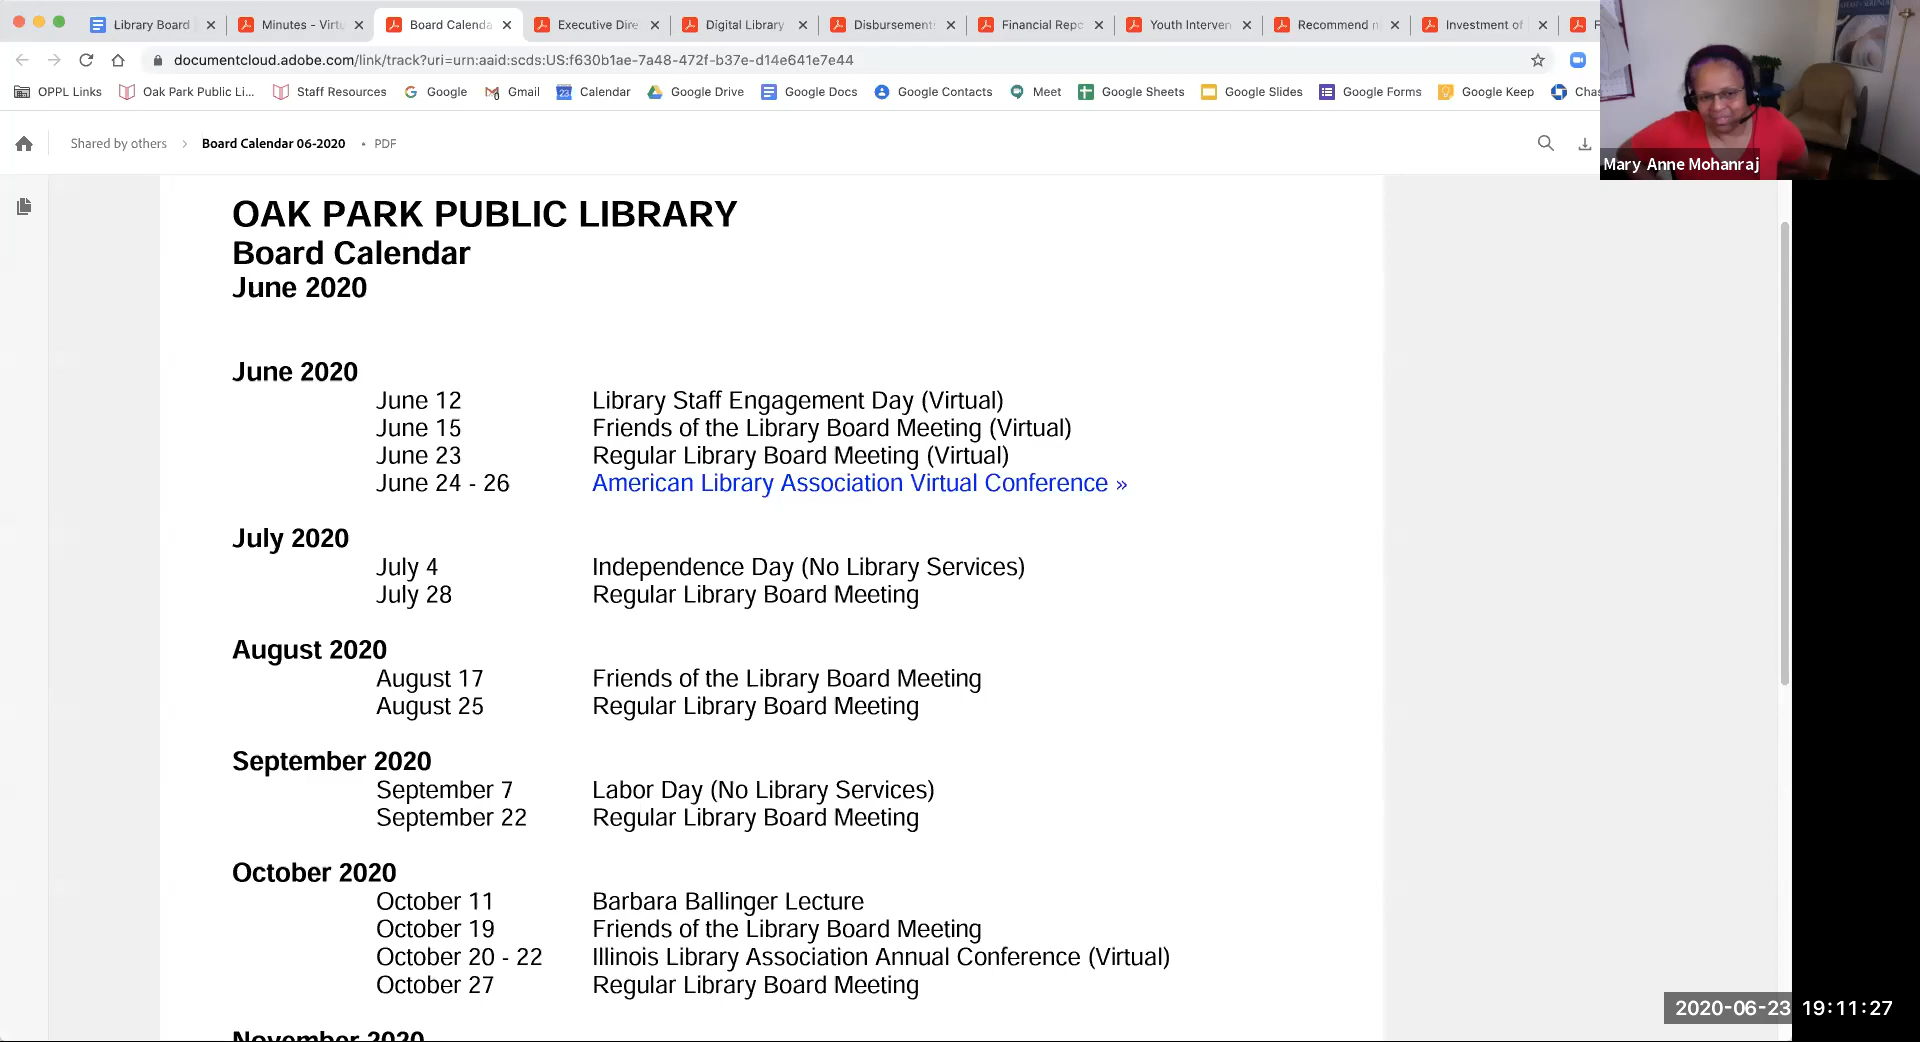 Library Board
Minutes - Virtu
Board Calenda
Executive Dire
Digital Library
Disbursement
Financial Repo
Youth Interven
Recommend n
Investment of
documentcloud.adobe.com/link/track?uri=urn:aaid:scds:US:f630b1ae-7a48-472f-b37e-d14e641e7e44
OPPL Links
Oak Park Public Li...
Staff Resources
Google
Gmail
Calendar
Google Drive
Google Docs
Google Contacts
Meet
Google Sheets
Google Slides
Google Forms
Google Keep
Chas
Shared by others > Board Calendar 06-2020 • PDF
Mary Anne Mohanraj
OAK PARK PUBLIC LIBRARY
Board Calendar
June 2020
June 2020
June 12 Library Staff Engagement Day (Virtual)
June 15 Friends of the Library Board Meeting (Virtual)
June 23 Regular Library Board Meeting (Virtual)
June 24 - 26 American Library Association Virtual Conference »
July 2020
July 4 Independence Day (No Library Services)
July 28 Regular Library Board Meeting
August 2020
August 17 Friends of the Library Board Meeting
August 25 Regular Library Board Meeting
September 2020
September 7 Labor Day (No Library Services)
September 22 Regular Library Board Meeting
October 2020
October 11 Barbara Ballinger Lecture
October 19 Friends of the Library Board Meeting
October 20 - 22 Illinois Library Association Annual Conference (Virtual)
October 27 Regular Library Board Meeting
November 2020
2020-06-23 19:11:27